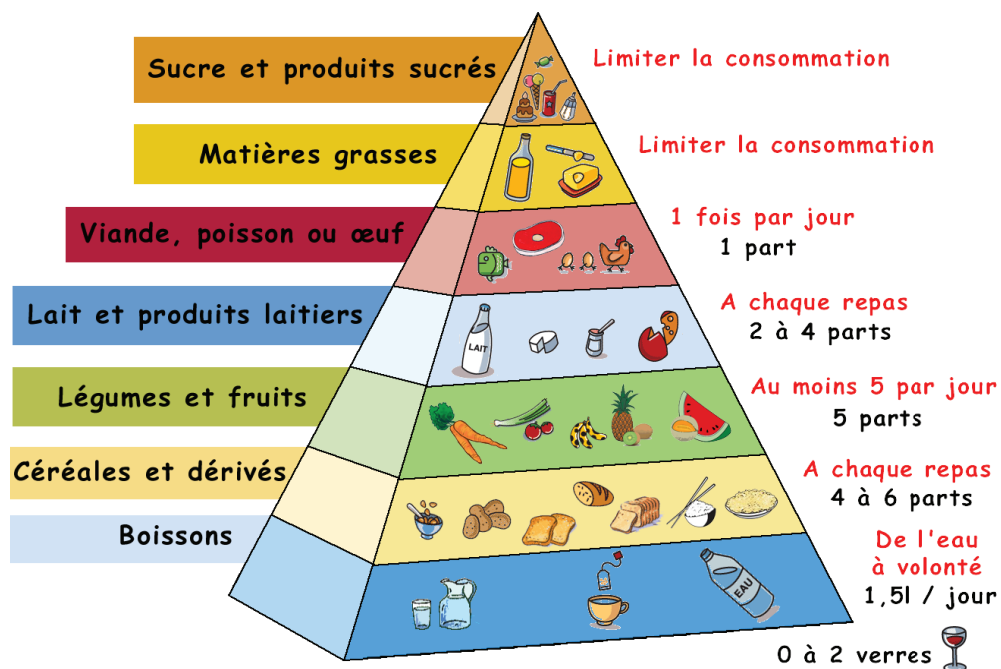 Sucre et produits sucrés
Limiter la consommation
Matières grasses
Limiter la consommation
Viande, poisson ou œuf
1 fois par jour
1 part
Lait et produits laitiers
A chaque repas
2 à 4 parts
LAIT
Légumes et fruits
Au moins 5 par jour
5 parts
Céréales et dérivés
A chaque repas
4 à 6 parts
Boissons
De l'eau
à volonté
1,5l / jour
EAU
0 à 2 verres